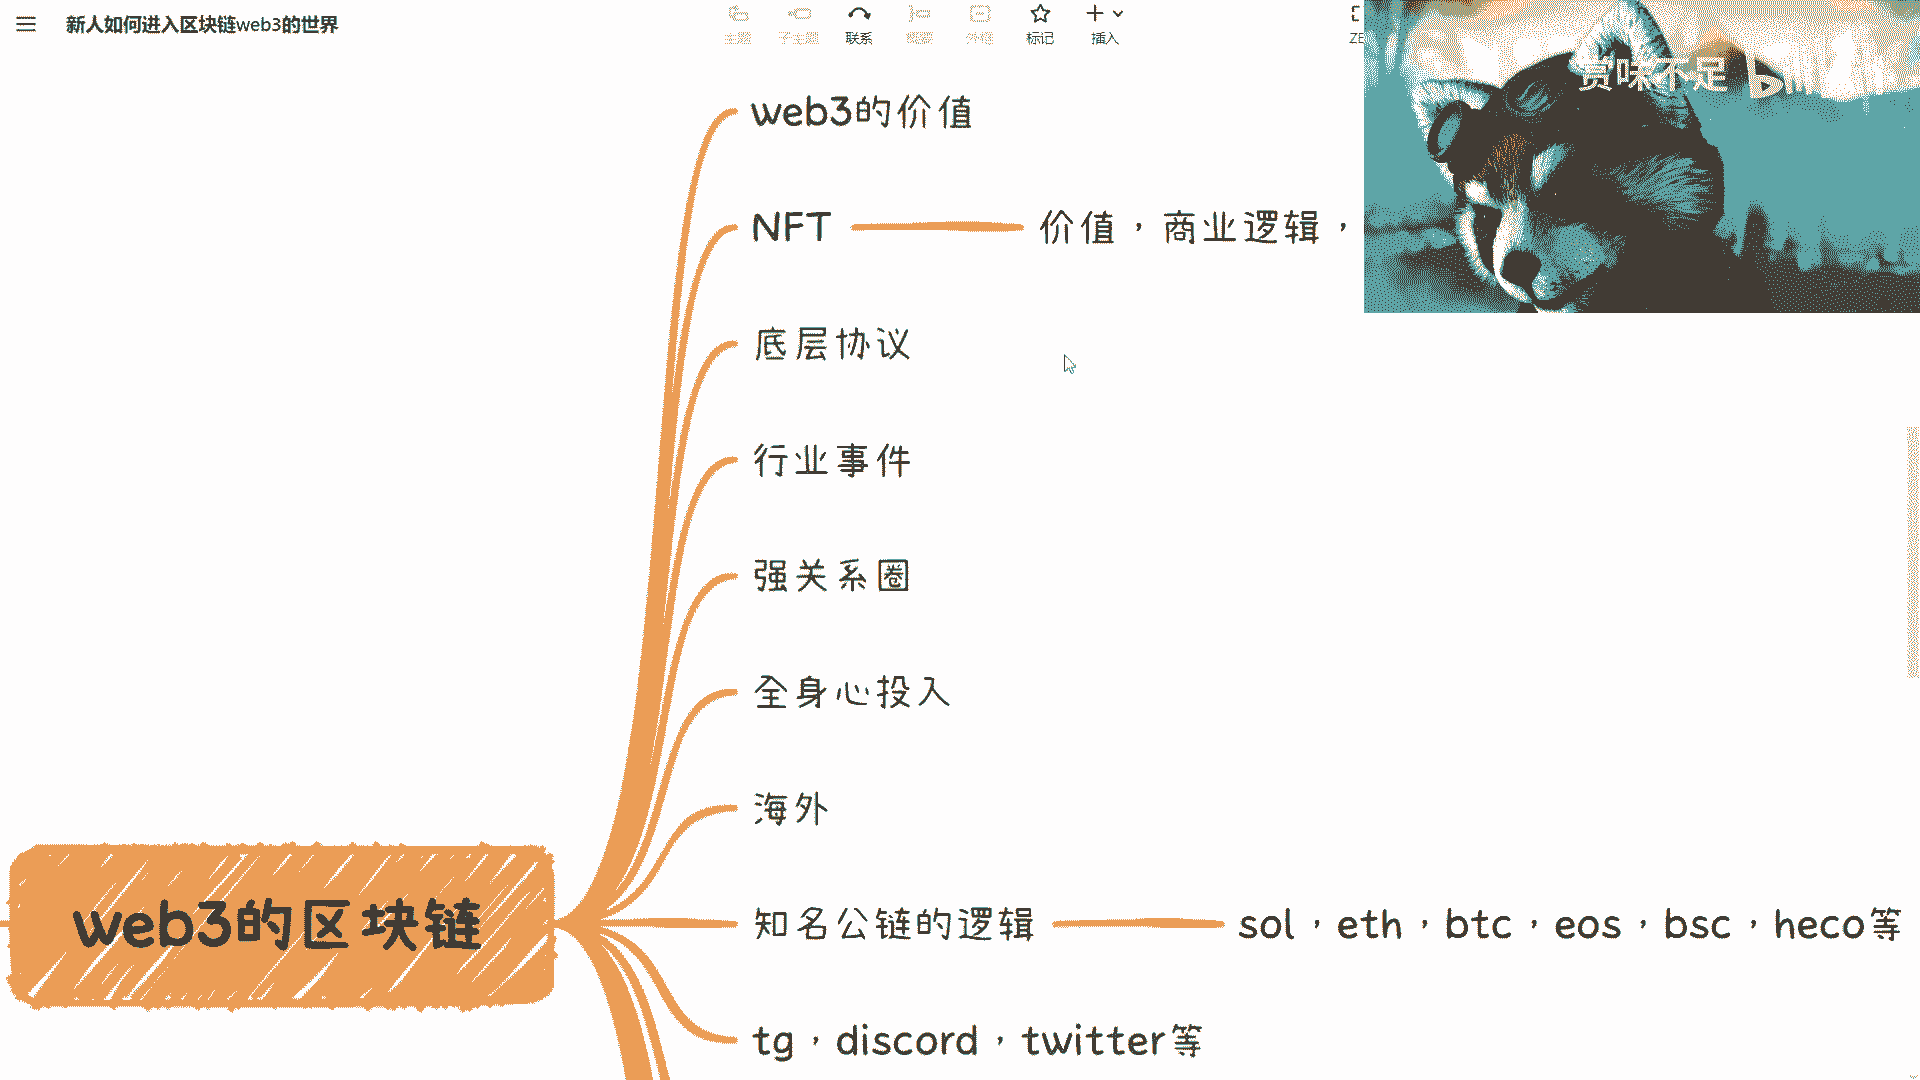 新人如何进入区块链web3的世界
主题 子主题 联系 概要 外框 标记 插入
赏味不足 bilibili
web3的价值
NFT 价值，商业逻辑，
底层协议
行业事件
强关系圈
全身心投入
海外
web3的区块链
知名公链的逻辑 sol，eth，btc，eos，bsc，heco等
tg，discord，twitter等